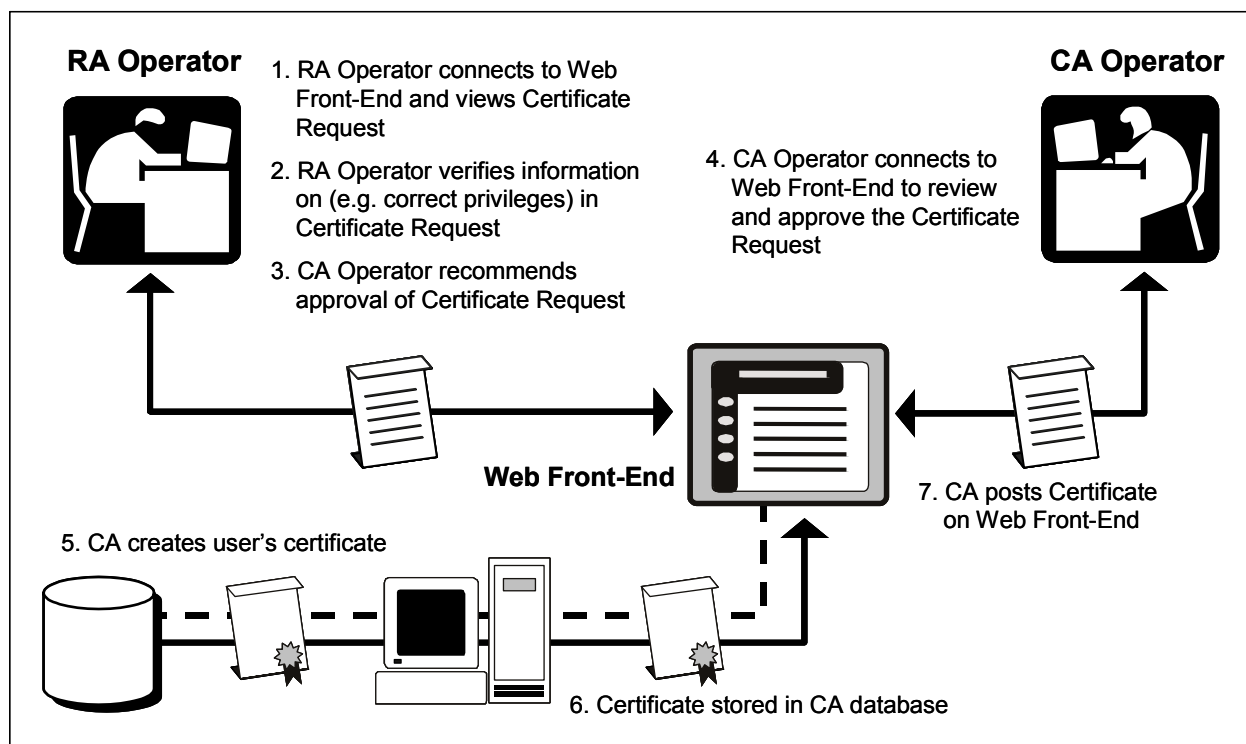 RA Operator
1. RA Operator connects to Web
Front-End and views Certificate
Request
2. RA Operator verifies information
on (e.g. correct privileges) in
Certificate Request
3. CA Operator recommends
approval of Certificate Request
CA Operator
4. CA Operator connects to
Web Front-End to review
and approve the Certificate
Request
Web Front-End
7. CA posts Certificate
on Web Front-End
5. CA creates user's certificate
6. Certificate stored in CA database